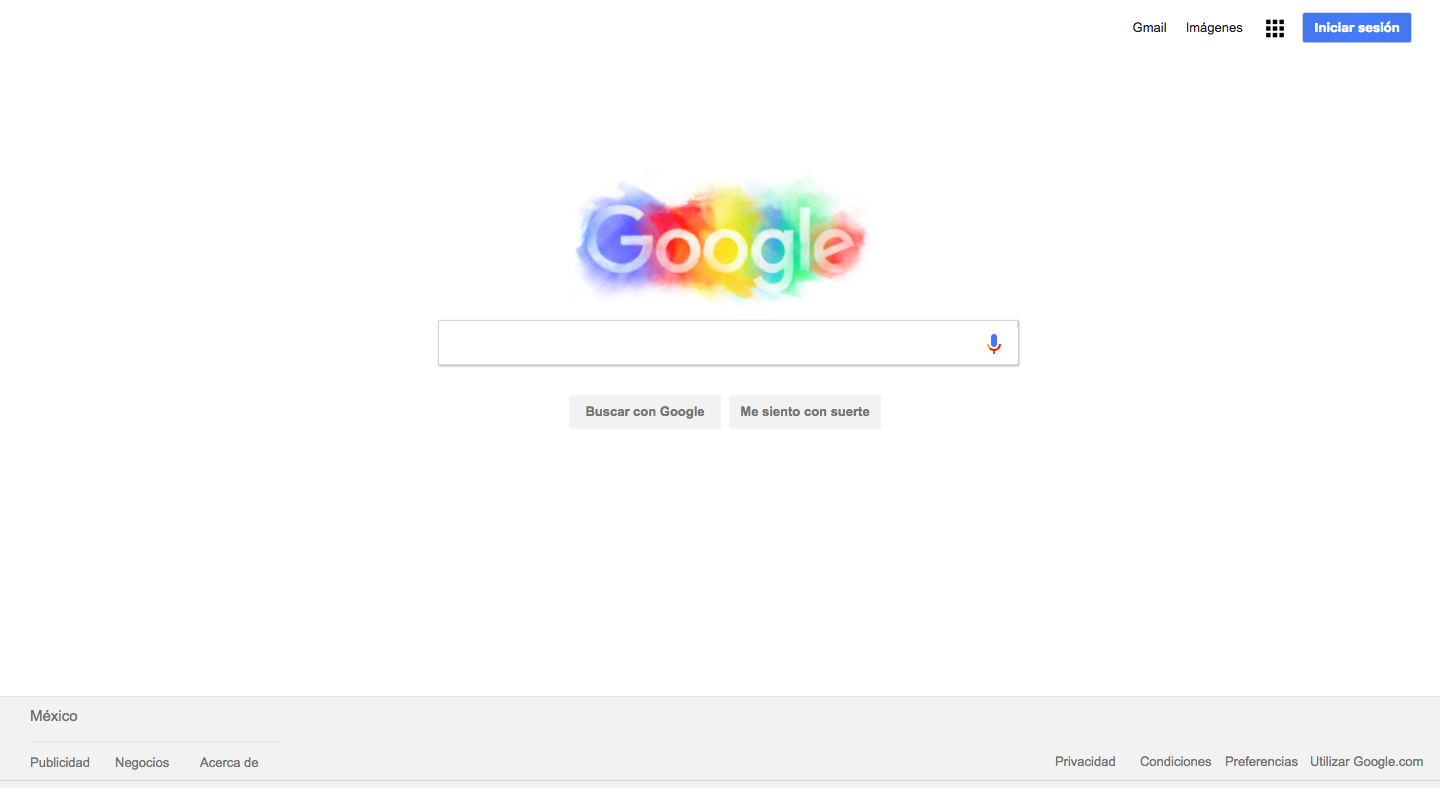 Gmail Imágenes Iniciar sesión
Google
Buscar con Google Me siento con suerte
México
Publicidad Negocios Acerca de Privacidad Condiciones Preferencias Utilizar Google.com